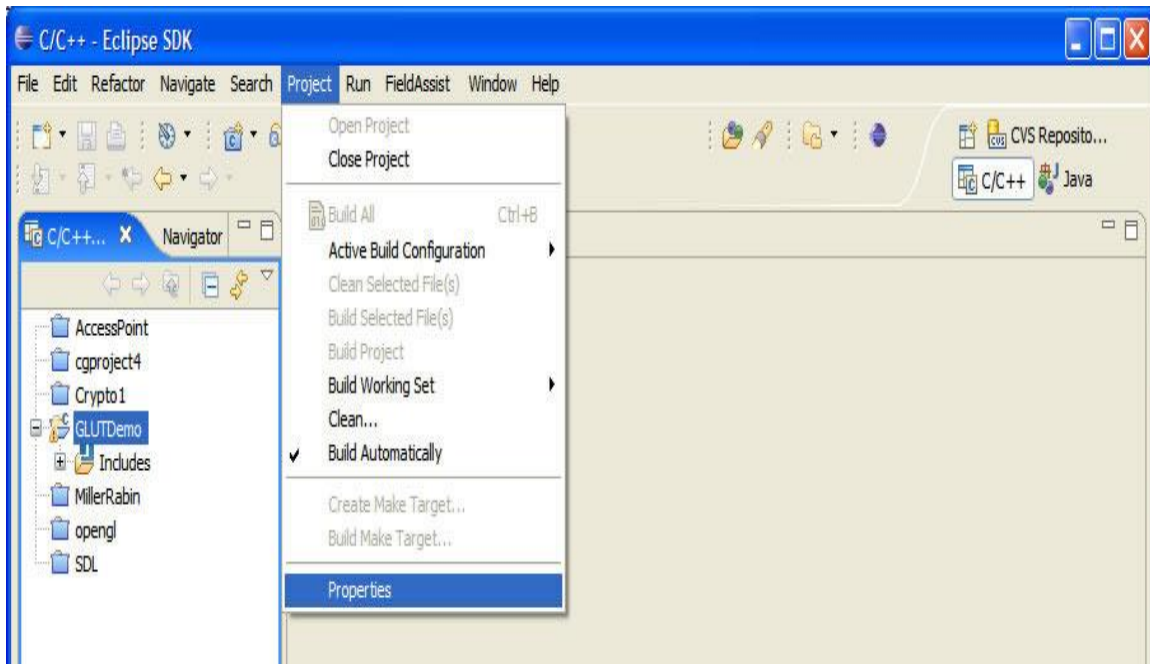 C/C++ - Eclipse SDK
File Edit Refactor Navigate Search Project Run FieldAssist Window Help
CVS Reposito...
C/C++ Java
C/C++... Navigator
AccessPoint
cgproject4
Crypto1
GLUTDemo
Includes
MillerRabin
opengl
SDL
Open Project
Close Project
Build All Ctrl+B
Active Build Configuration
Clean Selected File(s)
Build Selected File(s)
Build Project
Build Working Set
Clean...
Build Automatically
Create Make Target...
Build Make Target...
Properties